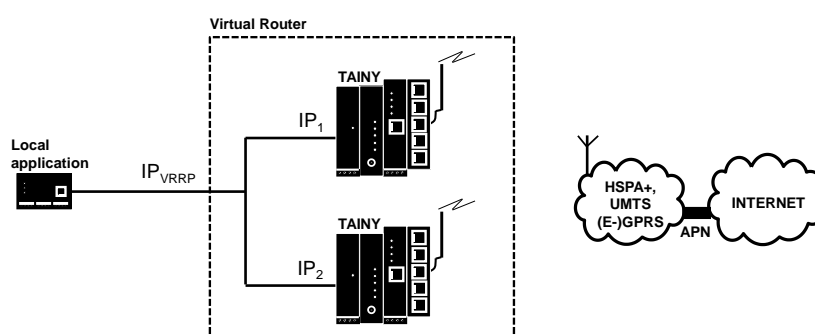 Virtual Router
TAINY
IP1
Local
application
IPVRRP
HSPA+,
UMTS
(E-)GPRS
APN
INTERNET
TAINY
IP2